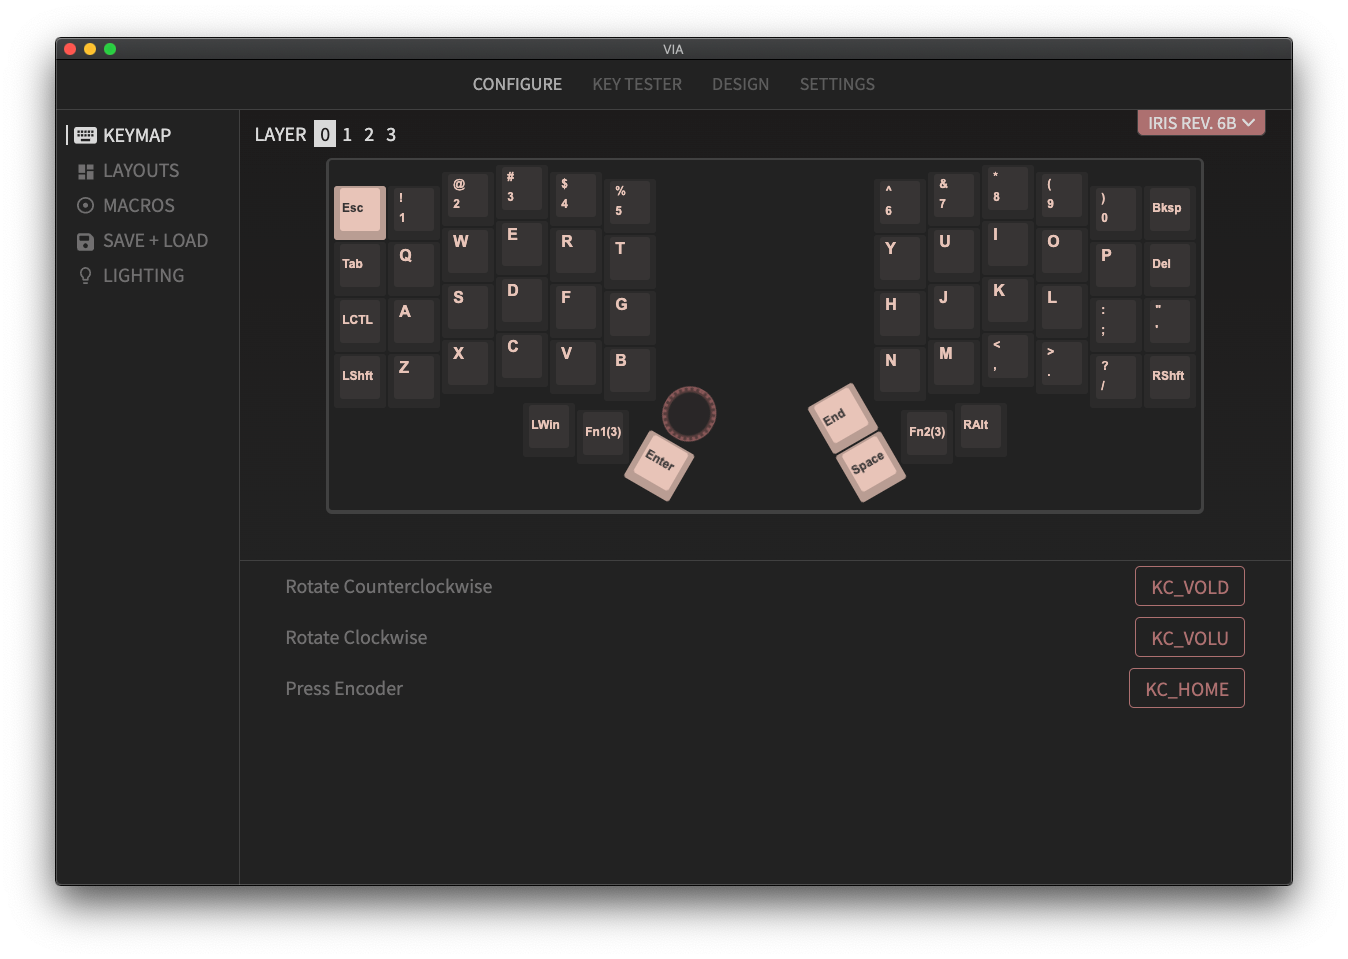 VIA
CONFIGURE KEY TESTER DESIGN SETTINGS
KEYMAP
LAYOUTS
MACROS
SAVE + LOAD
LIGHTING
LAYER 0 1 2 3
IRIS REV. 6B
Esc ! 1 @ 2 # 3 $ 4 % 5 ^ 6 & 7 * 8 ( 9 ) 0 Bksp
Tab Q W E R T Y U I O P Del
LCTL A S D F G H J K L : ; " '
LShft Z X C V B N M < , > . ? / RShft
LWin Fn1(3) Enter End Space Fn2(3) RAlt
Rotate Counterclockwise KC_VOLD
Rotate Clockwise KC_VOLU
Press Encoder KC_HOME